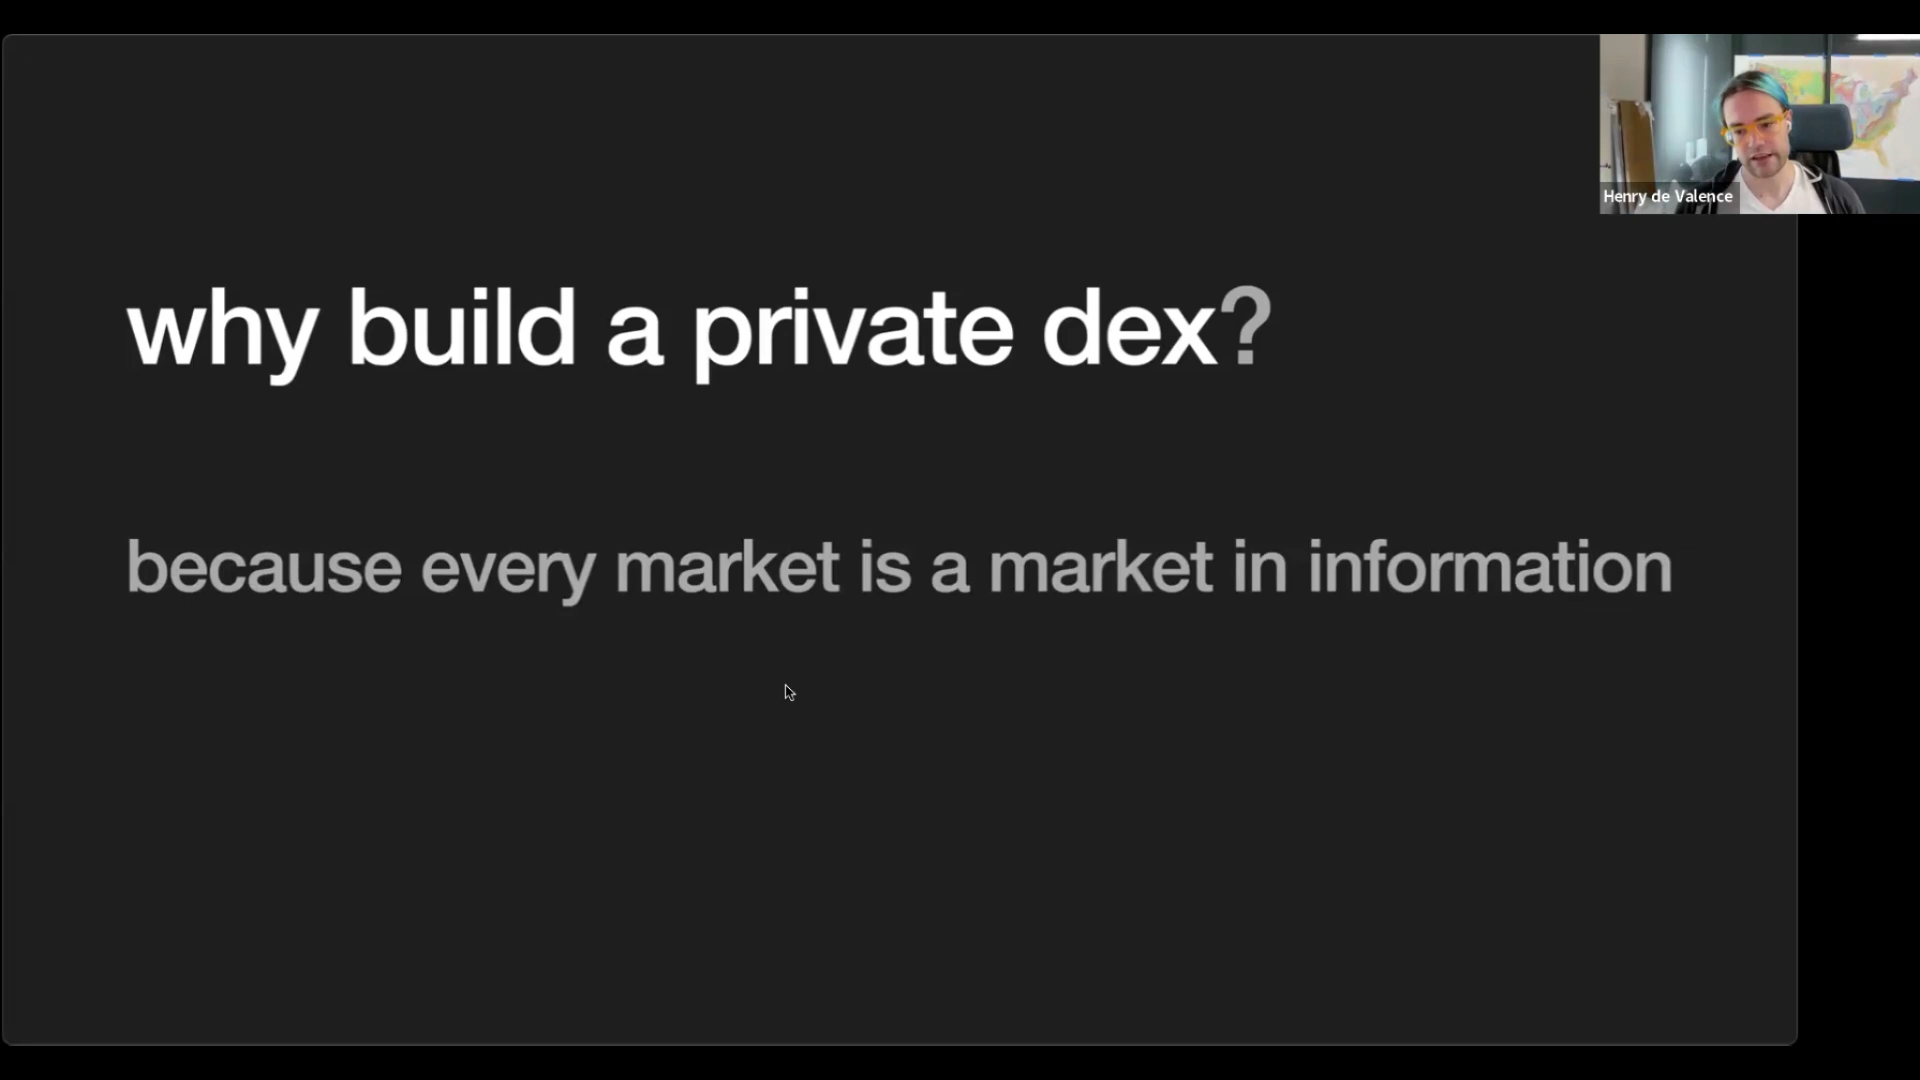 Henry de Valence
why build a private dex?
because every market is a market in information